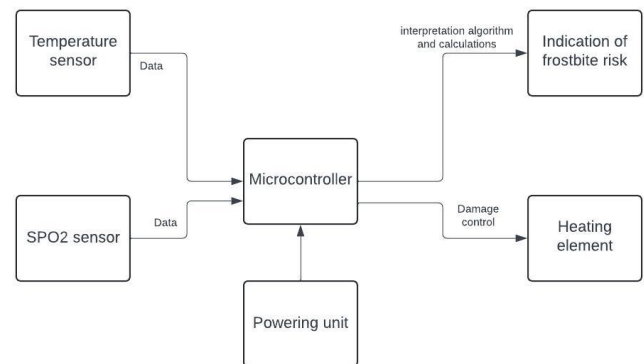 Temperature
sensor
Data
interpretation algorithm
and calculations
Indication of
frostbite risk
Microcontroller
SPO2 sensor
Data
Damage
control
Heating
element
Powering unit